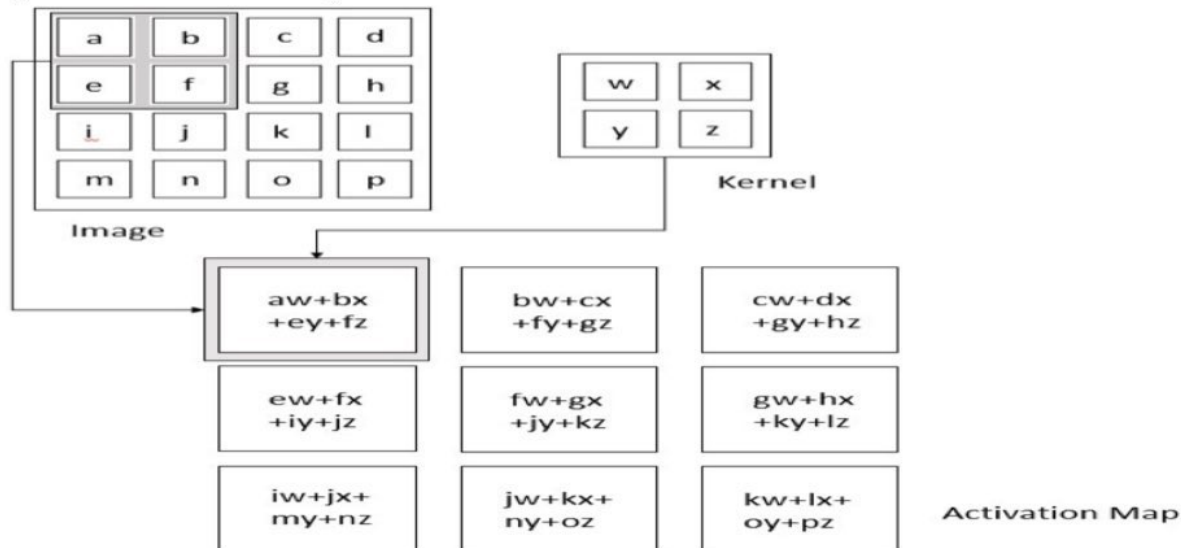 a b c d
e f g h
i j k l
m n o p
Image
w x
y z
Kernel
aw+bx
+ey+fz
bw+cx
+fy+gz
cw+dx
+gy+hz
ew+fx
+iy+jz
fw+gx
+jy+kz
gw+hx
+ky+lz
iw+jx+
my+nz
jw+kx+
ny+oz
kw+lx+
oy+pz
Activation Map